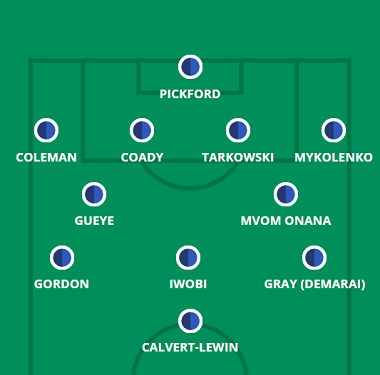 PICKFORD
COLEMAN COADY TARKOWSKI MYKOLENKO
GUEYE MVOM ONANA
GORDON IWOBI GRAY (DEMARAI)
CALVERT-LEWIN